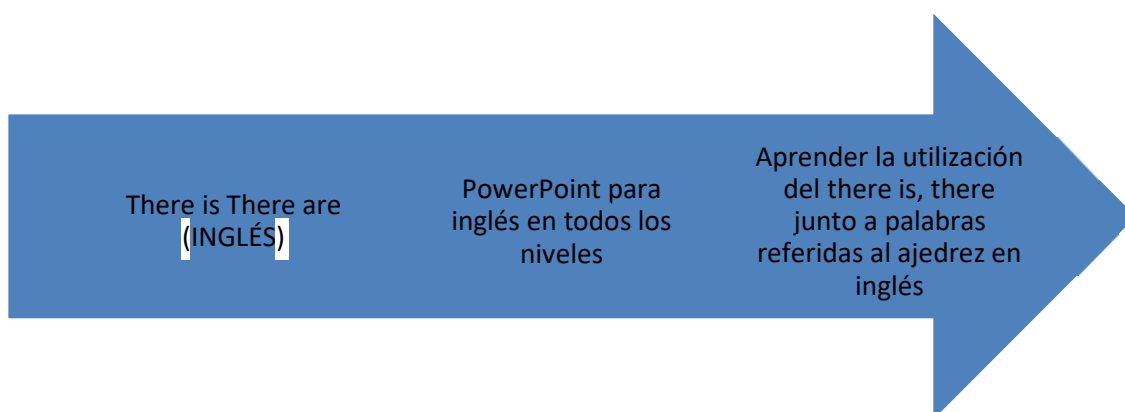 There is There are
(INGLÉS)
PowerPoint para
inglés en todos los
niveles
Aprender la utilización
del there is, there
junto a palabras
referidas al ajedrez en
inglés